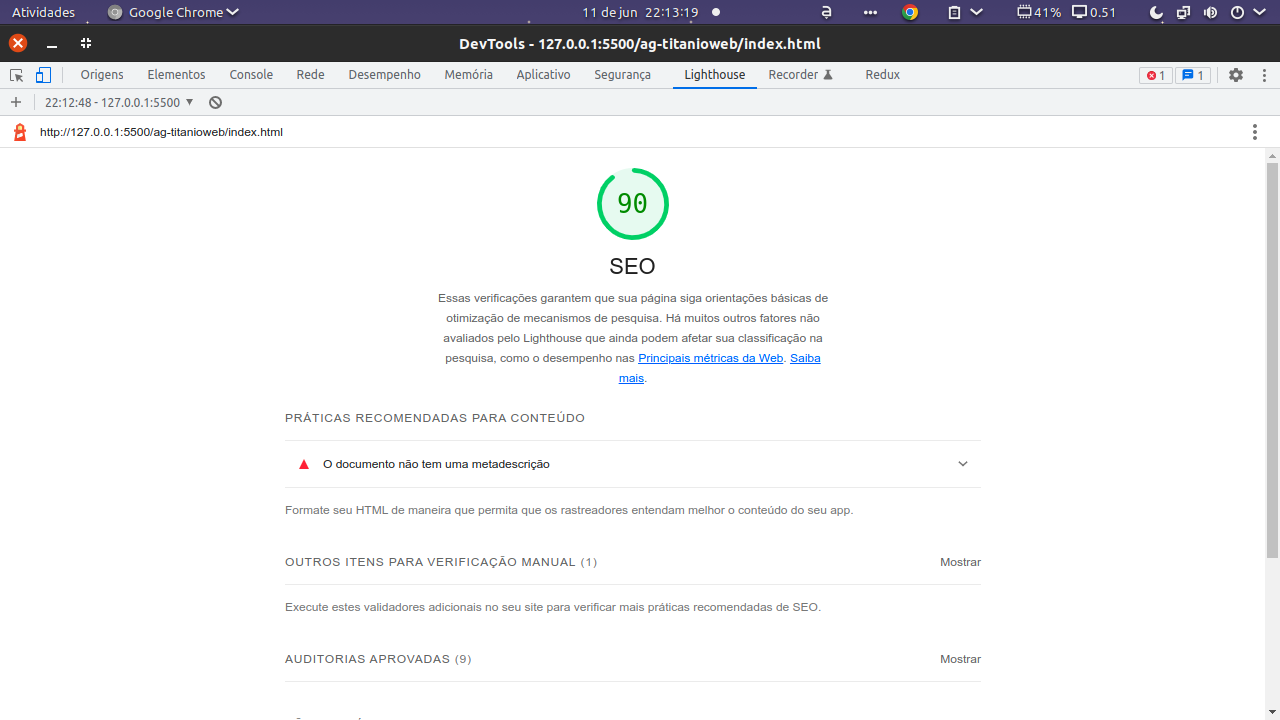 Atividades Google Chrome 11 de jun 22:13:19 41% 0.51
DevTools - 127.0.0.1:5500/ag-titanioweb/index.html
Origens Elementos Console Rede Desempenho Memória Aplicativo Segurança Lighthouse Recorder Redux 1 1
22:12:48 - 127.0.0.1:5500
http://127.0.0.1:5500/ag-titanioweb/index.html
90
SEO
Essas verificações garantem que sua página siga orientações básicas de
otimização de mecanismos de pesquisa. Há muitos outros fatores não
avaliados pelo Lighthouse que ainda podem afetar sua classificação na
pesquisa, como o desempenho nas Principais métricas da Web. Saiba
mais.
PRÁTICAS RECOMENDADAS PARA CONTEÚDO
O documento não tem uma metadescrição
Formate seu HTML de maneira que permita que os rastreadores entendam melhor o conteúdo do seu app.
OUTROS ITENS PARA VERIFICAÇÃO MANUAL (1) Mostrar
Execute estes validadores adicionais no seu site para verificar mais práticas recomendadas de SEO.
AUDITORIAS APROVADAS (9) Mostrar